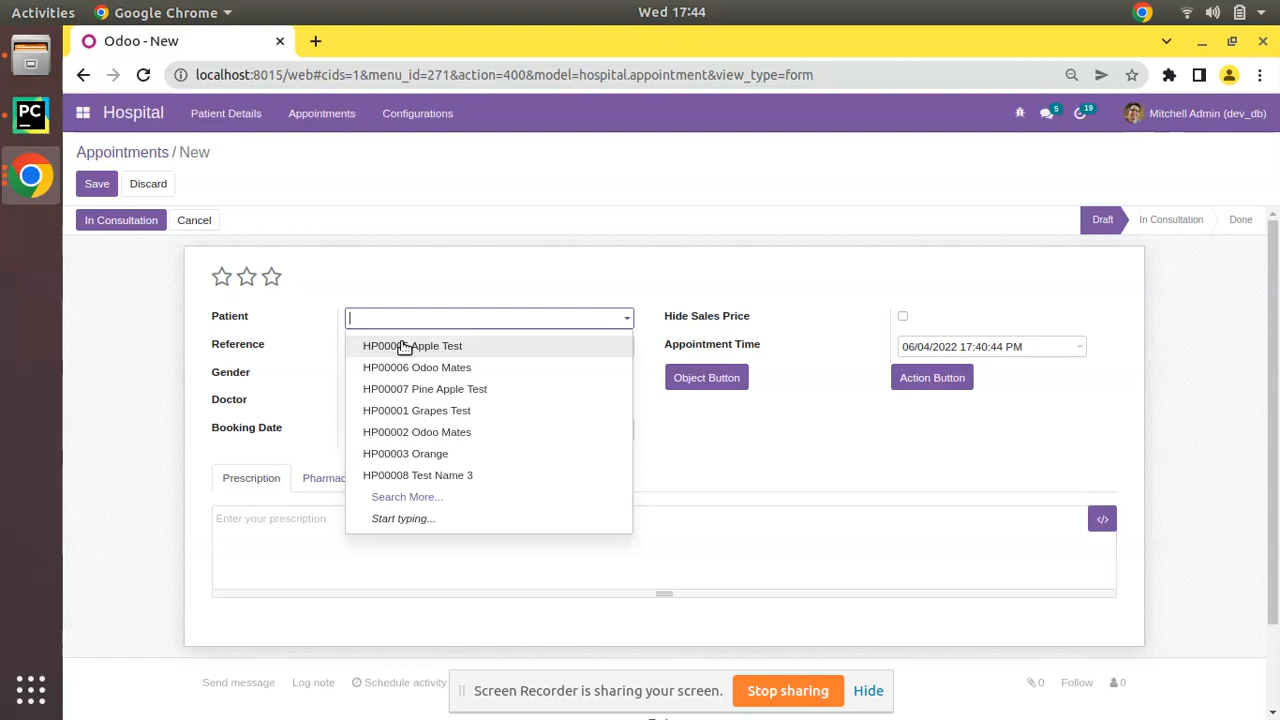 Activities
Google Chrome
Wed 17:44
Odoo - New
localhost:8015/web#cids=1&menu_id=271&action=400&model=hospital.appointment&view_type=form
Hospital
Patient Details
Appointments
Configurations
5
19
Mitchell Admin (dev_db)
Appointments / New
Save
Discard
In Consultation
Cancel
Draft
In Consultation
Done
Patient
Hide Sales Price
Reference
Appointment Time
06/04/2022 17:40:44 PM
Gender
Object Button
Action Button
Doctor
Booking Date
Apple Test
HP00006 Odoo Mates
HP00007 Pine Apple Test
HP00001 Grapes Test
HP00002 Odoo Mates
HP00003 Orange
HP00008 Test Name 3
Search More...
Start typing...
Prescription
Enter your prescription
</>
Send message
Log note
Schedule activity
0
Follow
0
Screen Recorder is sharing your screen.
Stop sharing
Hide
PC